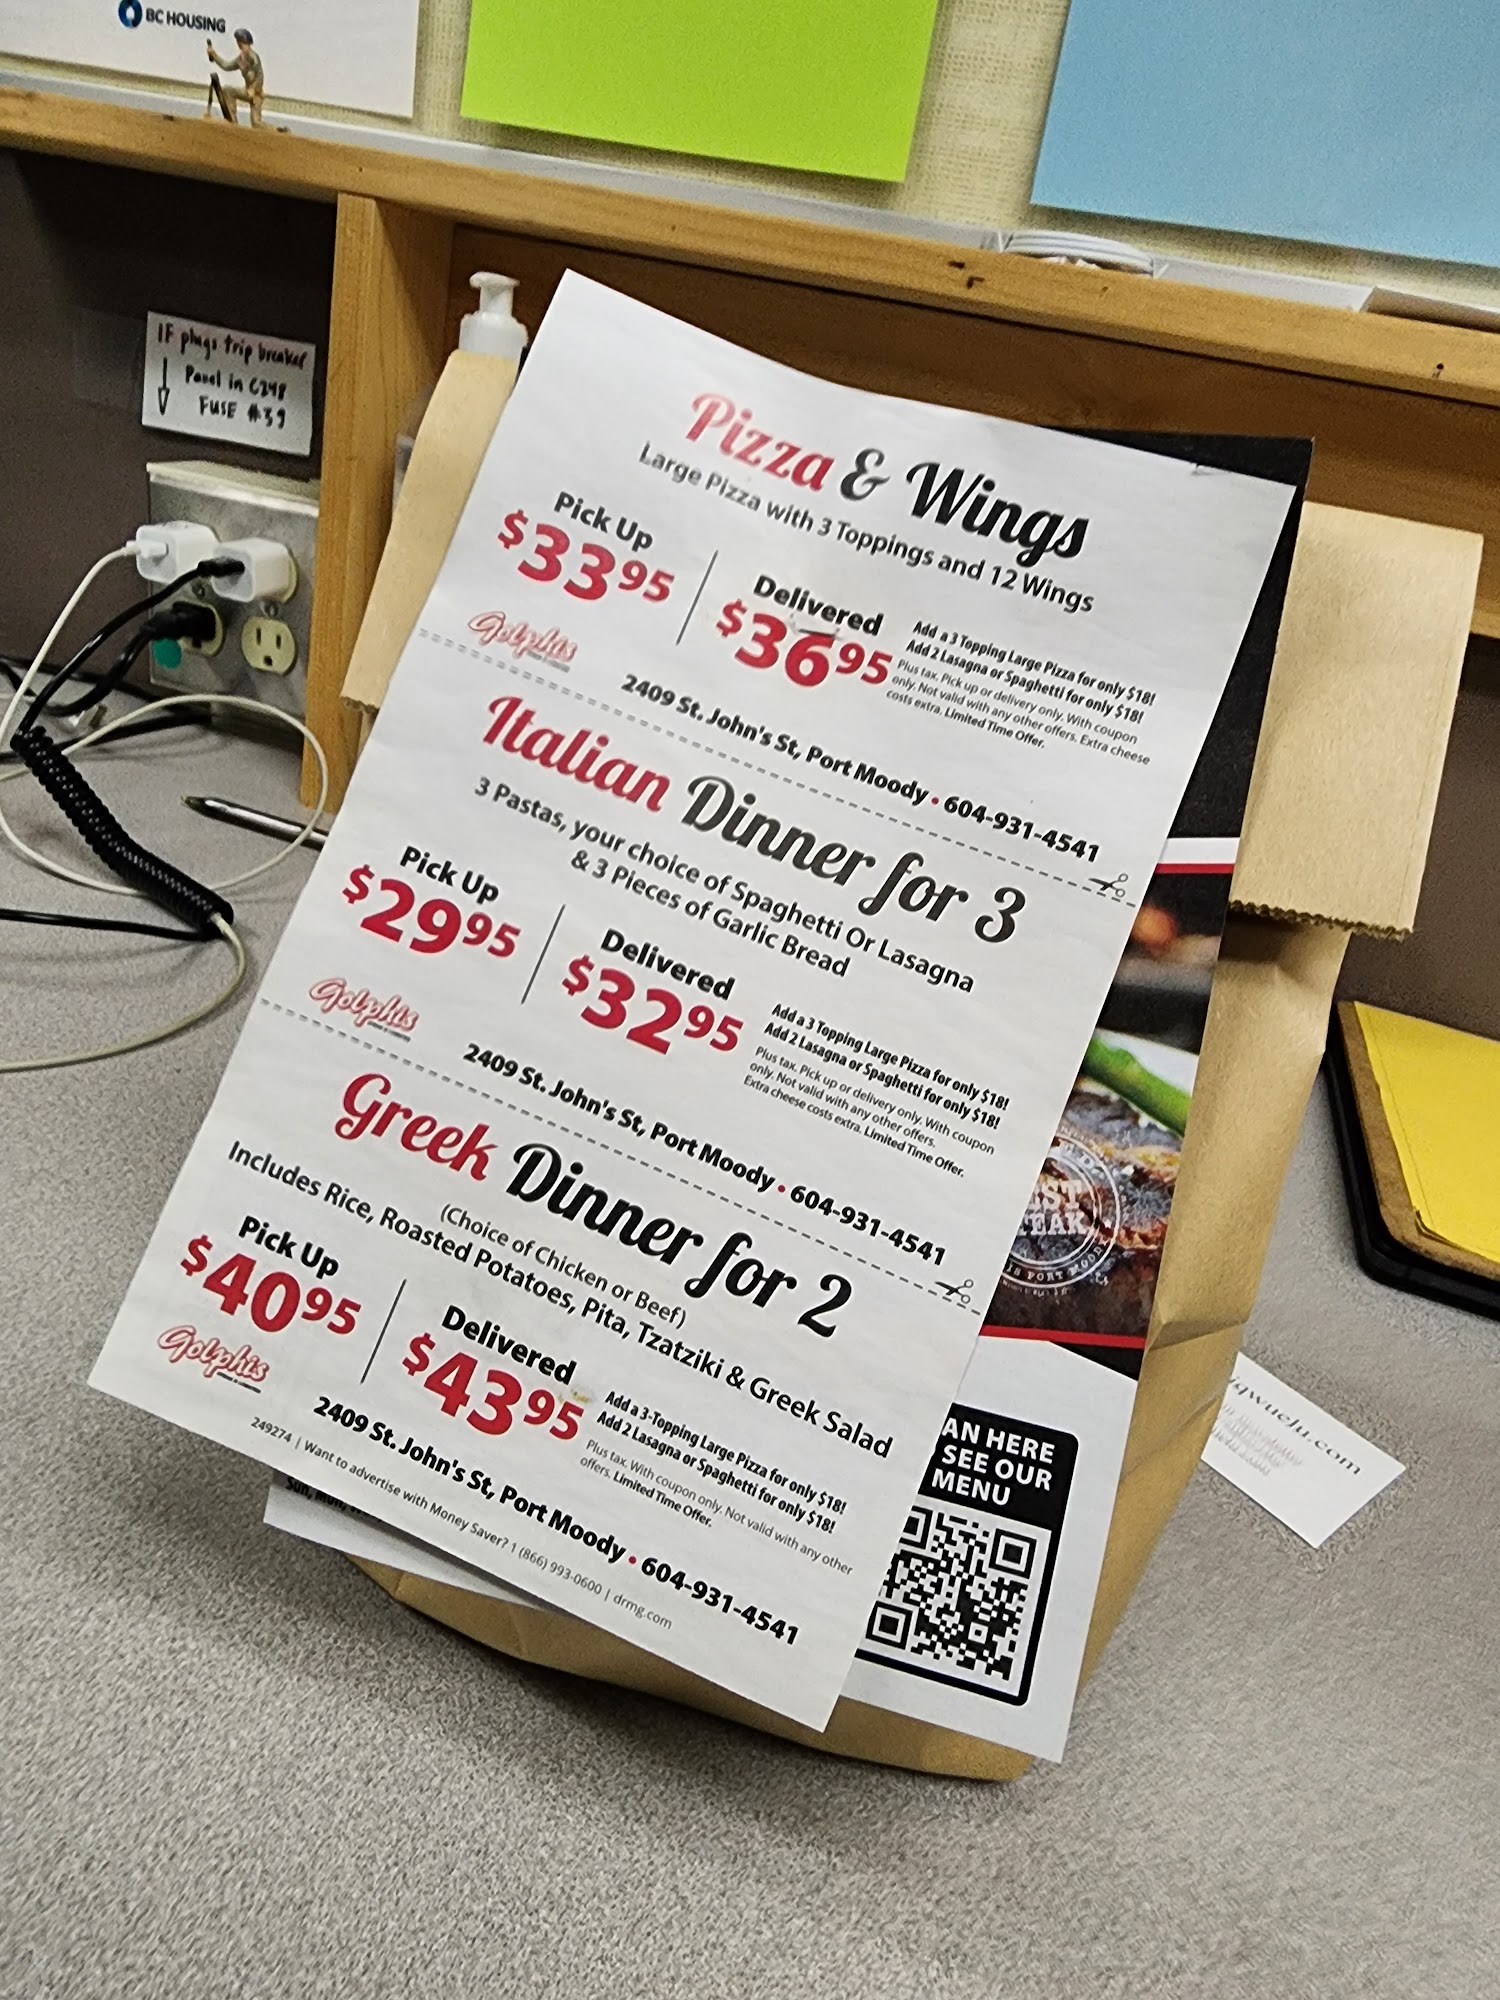 BC HOUSING
IF plugs trip breaker
Panel in C248
FUSE #39
Pizza & Wings
Large Pizza with 3 Toppings and 12 Wings
Pick Up
$33 95
Delivered
$36 95
Add a 3 Topping Large Pizza for only $18!
Add 2 Lasagna or Spaghetti for only $18!
Plus tax. Pick up or delivery only. With coupon
only. Not valid with any other offers. Extra cheese
costs extra. Limited Time Offer.
Golphis
2409 St. John's St, Port Moody • 604-931-4541
Italian Dinner for 3
3 Pastas, your choice of Spaghetti Or Lasagna
& 3 Pieces of Garlic Bread
Pick Up
$29 95
Delivered
$32 95
Add a 3 Topping Large Pizza for only $18!
Add 2 Lasagna or Spaghetti for only $18!
Plus tax. Pick up or delivery only. With coupon
only. Not valid with any other offers.
Extra cheese costs extra. Limited Time Offer.
Golphis
2409 St. John's St, Port Moody • 604-931-4541
Greek Dinner for 2
(Choice of Chicken or Beef)
Includes Rice, Roasted Potatoes, Pita, Tzatziki & Greek Salad
Pick Up
$40 95
Delivered
$43 95
Add a 3-Topping Large Pizza for only $18!
Add 2 Lasagna or Spaghetti for only $18!
Plus tax. With coupon only. Not valid with any other
offers. Limited Time Offer.
Golphis
2409 St. John's St, Port Moody • 604-931-4541
249274 | Want to advertise with Money Saver? 1 (866) 993-0600 | drmg.com
AN HERE
SEE OUR
MENU
PORT MOODY